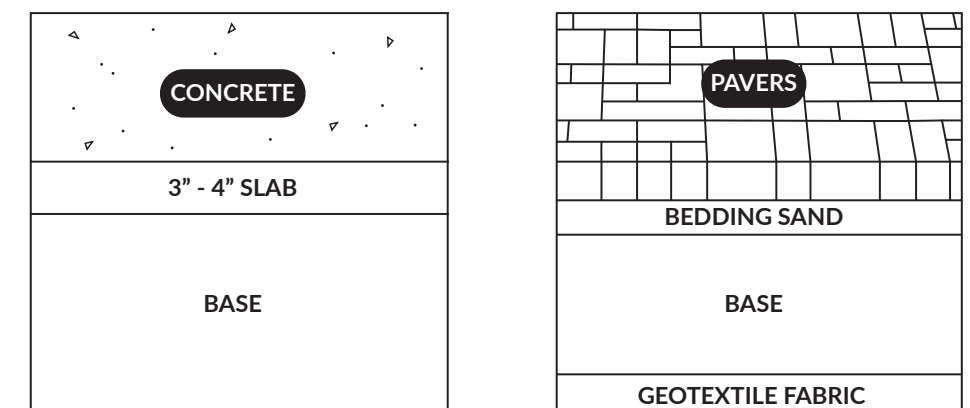 CONCRETE
3” - 4” SLAB
BASE
PAVERS
BEDDING SAND
BASE
GEOTEXTILE FABRIC